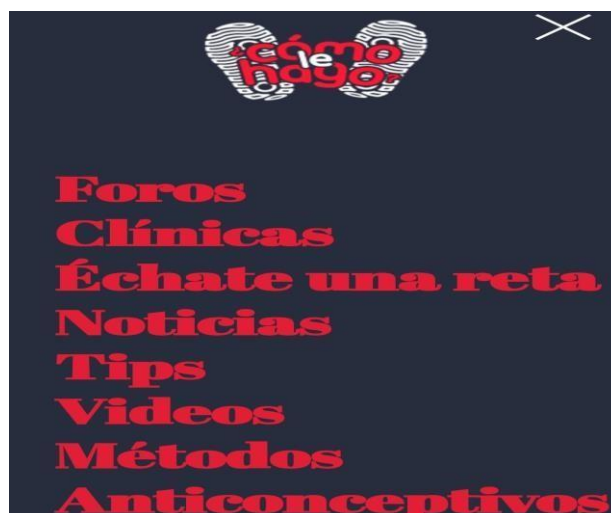 ¿cómo
le
hago?
Foros
Clínicas
Échate una reta
Noticias
Tips
Videos
Métodos
Anticonceptivos